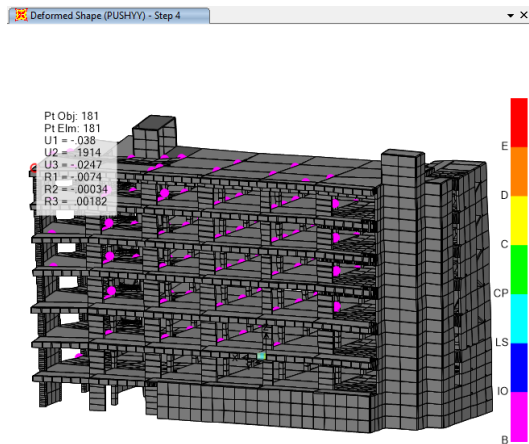 Deformed Shape (PUSHYY) - Step 4
Pt Obj: 181
Pt Elm: 181
U1 = -.038
U2 = .1914
U3 = -.0247
R1 = -.0074
R2 = -.00034
R3 = .00182
E
D
C
CP
LS
IO
B